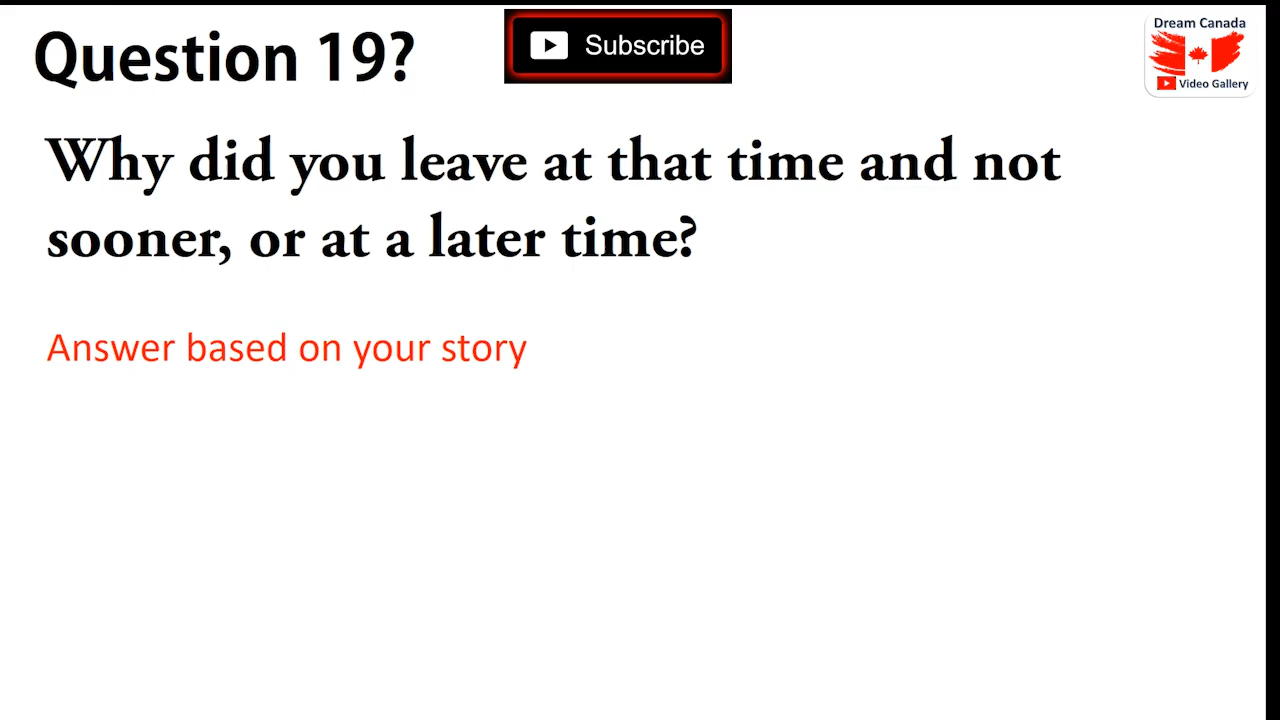 Question 19?
Subscribe
Dream Canada
Video Gallery
Why did you leave at that time and not
sooner, or at a later time?
Answer based on your story